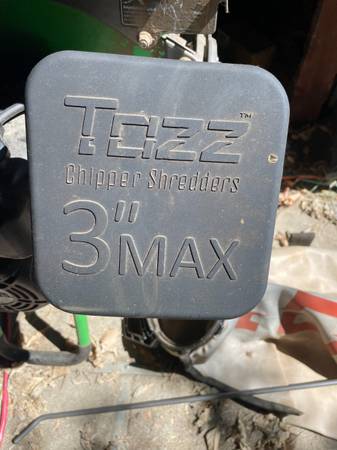 Tazz™
Chipper Shredders
3"MAX